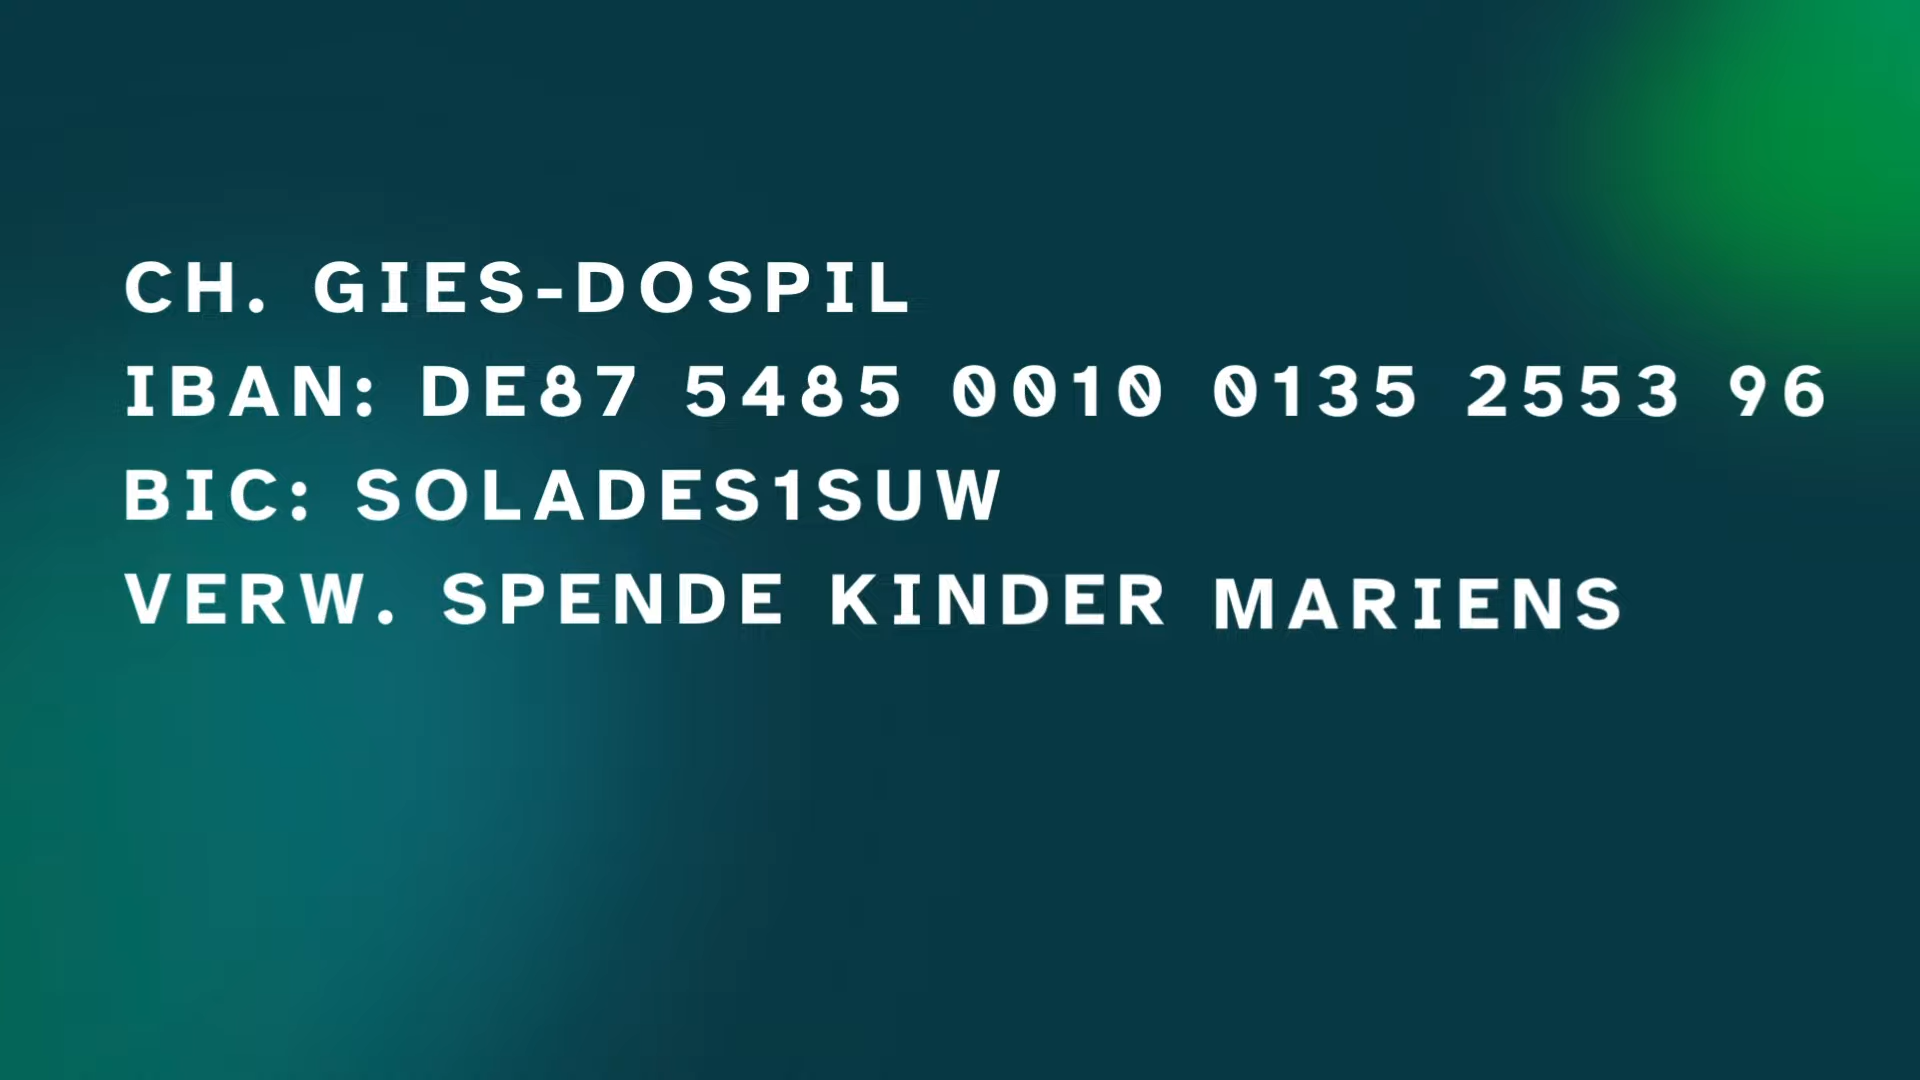 CH. GIES-DOSPIL
IBAN: DE87 5485 0010 0135 2553 96
BIC: SOLADES1SUW
VERW. SPENDE KINDER MARIENS